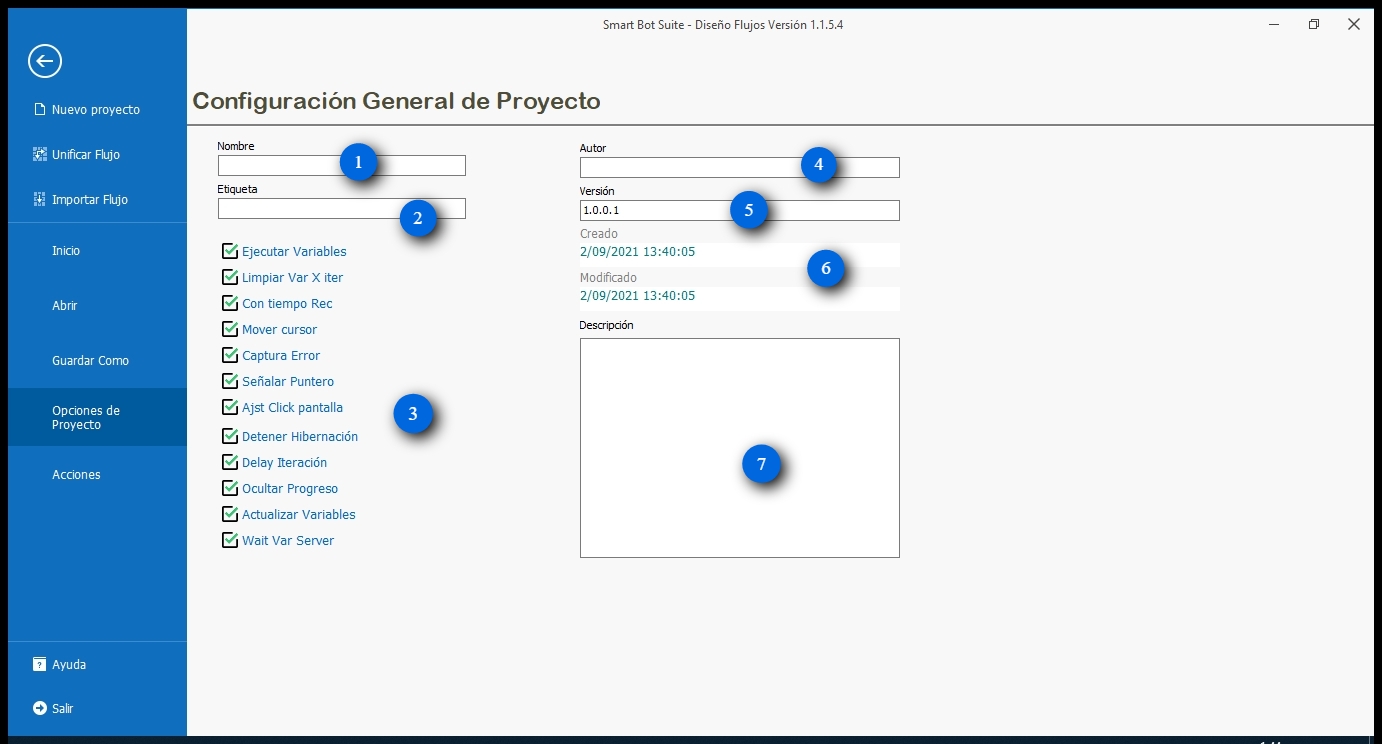 Smart Bot Suite - Diseño Flujos Versión 1.1.5.4
Nuevo proyecto
Unificar Flujo
Importar Flujo
Inicio
Abrir
Guardar Como
Opciones de
Proyecto
Acciones
Ayuda
Salir
Configuración General de Proyecto
Nombre
1
Etiqueta
2
Ejecutar Variables
Limpiar Var X iter
Con tiempo Rec
Mover cursor
Captura Error
Señalar Puntero
Ajst Click pantalla
3
Detener Hibernación
Delay Iteración
Ocultar Progreso
Actualizar Variables
Wait Var Server
Autor
4
Versión
1.0.0.1
5
Creado
2/09/2021 13:40:05
6
Modificado
2/09/2021 13:40:05
Descripción
7